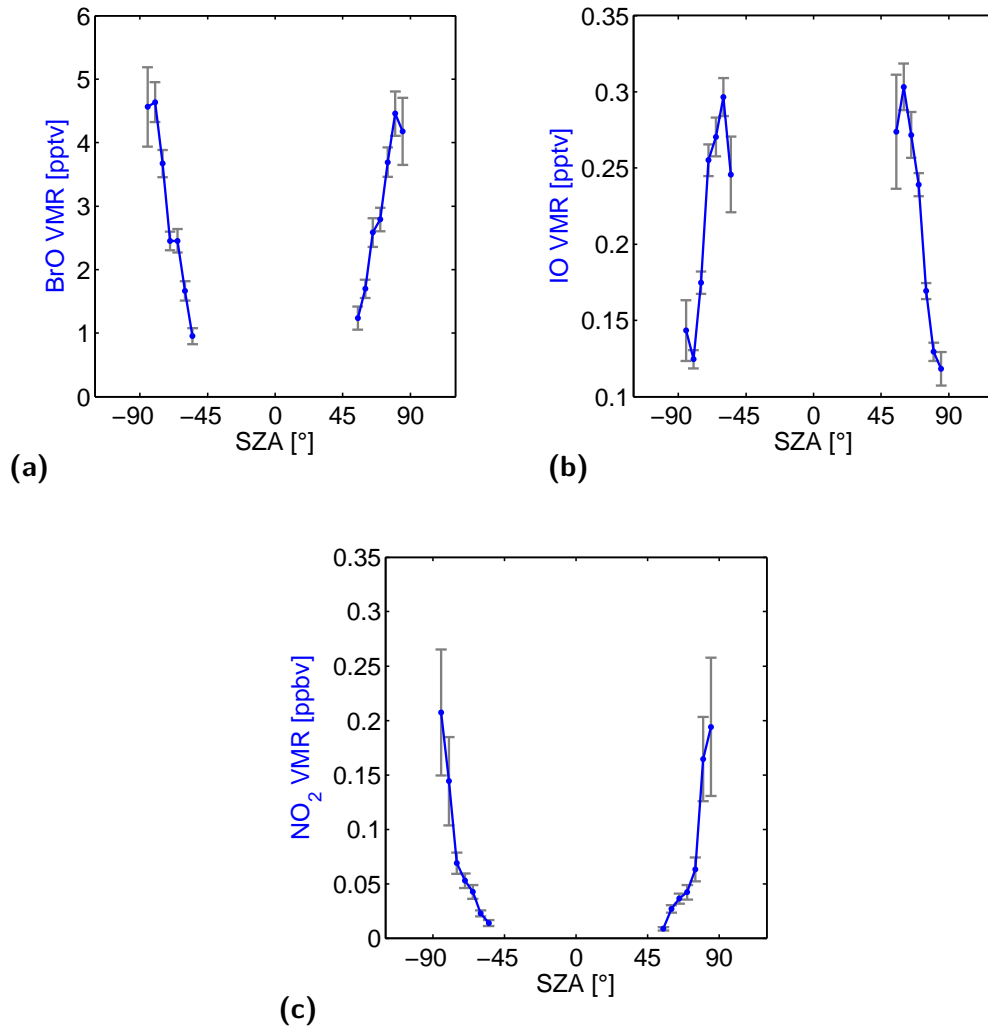 6
5
4
3
2
1
0
BrO VMR [pptv]
−90 −45 0 45 90
SZA [°]
(a)
0.35
0.3
0.25
0.2
0.15
0.1
IO VMR [pptv]
−90 −45 0 45 90
SZA [°]
(b)
0.35
0.3
0.25
0.2
0.15
0.1
0.05
0
NO2 VMR [ppbv]
−90 −45 0 45 90
SZA [°]
(c)